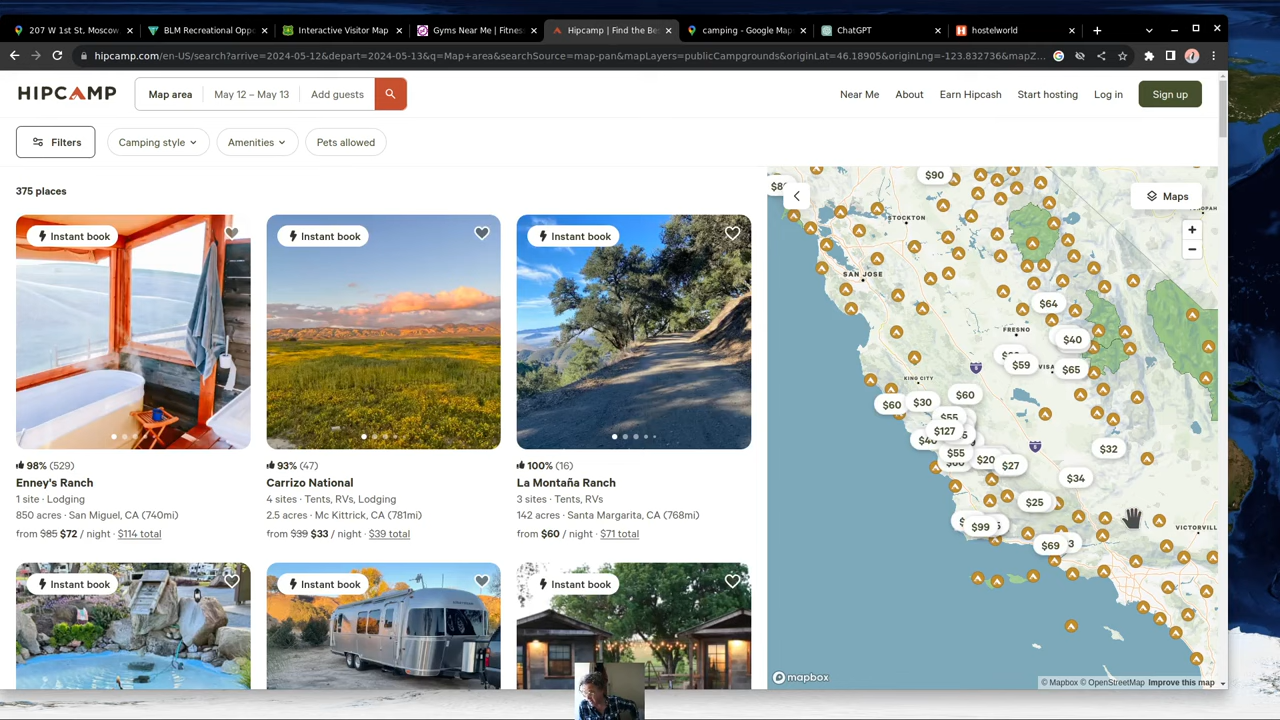 207 W 1st St, Moscow
BLM Recreational Oppo
Interactive Visitor Map
Gyms Near Me | Fitnes
Hipcamp | Find the Be
camping - Google Map
ChatGPT
hostelworld
hipcamp.com/en-US/search?arrive=2024-05-12&depart=2024-05-13&q=Map+area&searchSource=map-pan&mapLayers=publicCampgrounds&originLat=46.18905&originLng=-123.832736&mapZ...
HIPCAMP
Map area
May 12 – May 13
Add guests
Near Me
About
Earn Hipcash
Start hosting
Log in
Sign up
Filters
Camping style
Amenities
Pets allowed
375 places
Instant book
98% (529)
Enney's Ranch
1 site · Lodging
850 acres · San Miguel, CA (740mi)
from $85 $72 / night · $114 total
Instant book
93% (47)
Carrizo National
4 sites · Tents, RVs, Lodging
2.5 acres · Mc Kittrick, CA (781mi)
from $39 $33 / night · $39 total
Instant book
100% (16)
La Montaña Ranch
3 sites · Tents, RVs
142 acres · Santa Margarita, CA (768mi)
from $60 / night · $71 total
Instant book
Instant book
Instant book
$90
Maps
STOCKTON
SAN JOSE
$64
FRESNO
$40
$59
VISA
$65
KING CITY
$60
$30
$60
$55
$127
$55
$20
$27
$32
$34
$25
$99
$69
VICTORVILL
mapbox
© Mapbox © OpenStreetMap Improve this map